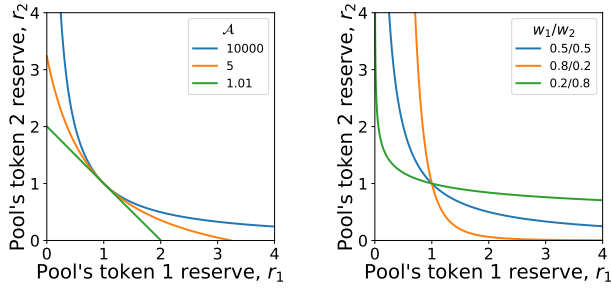 𝒜
10000
5
1.01
Pool's token 2 reserve, r₂
4
3
2
1
0
0 1 2 3 4
Pool's token 1 reserve, r₁
w₁/w₂
0.5/0.5
0.8/0.2
0.2/0.8
Pool's token 2 reserve, r₂
4
3
2
1
0
0 1 2 3 4
Pool's token 1 reserve, r₁